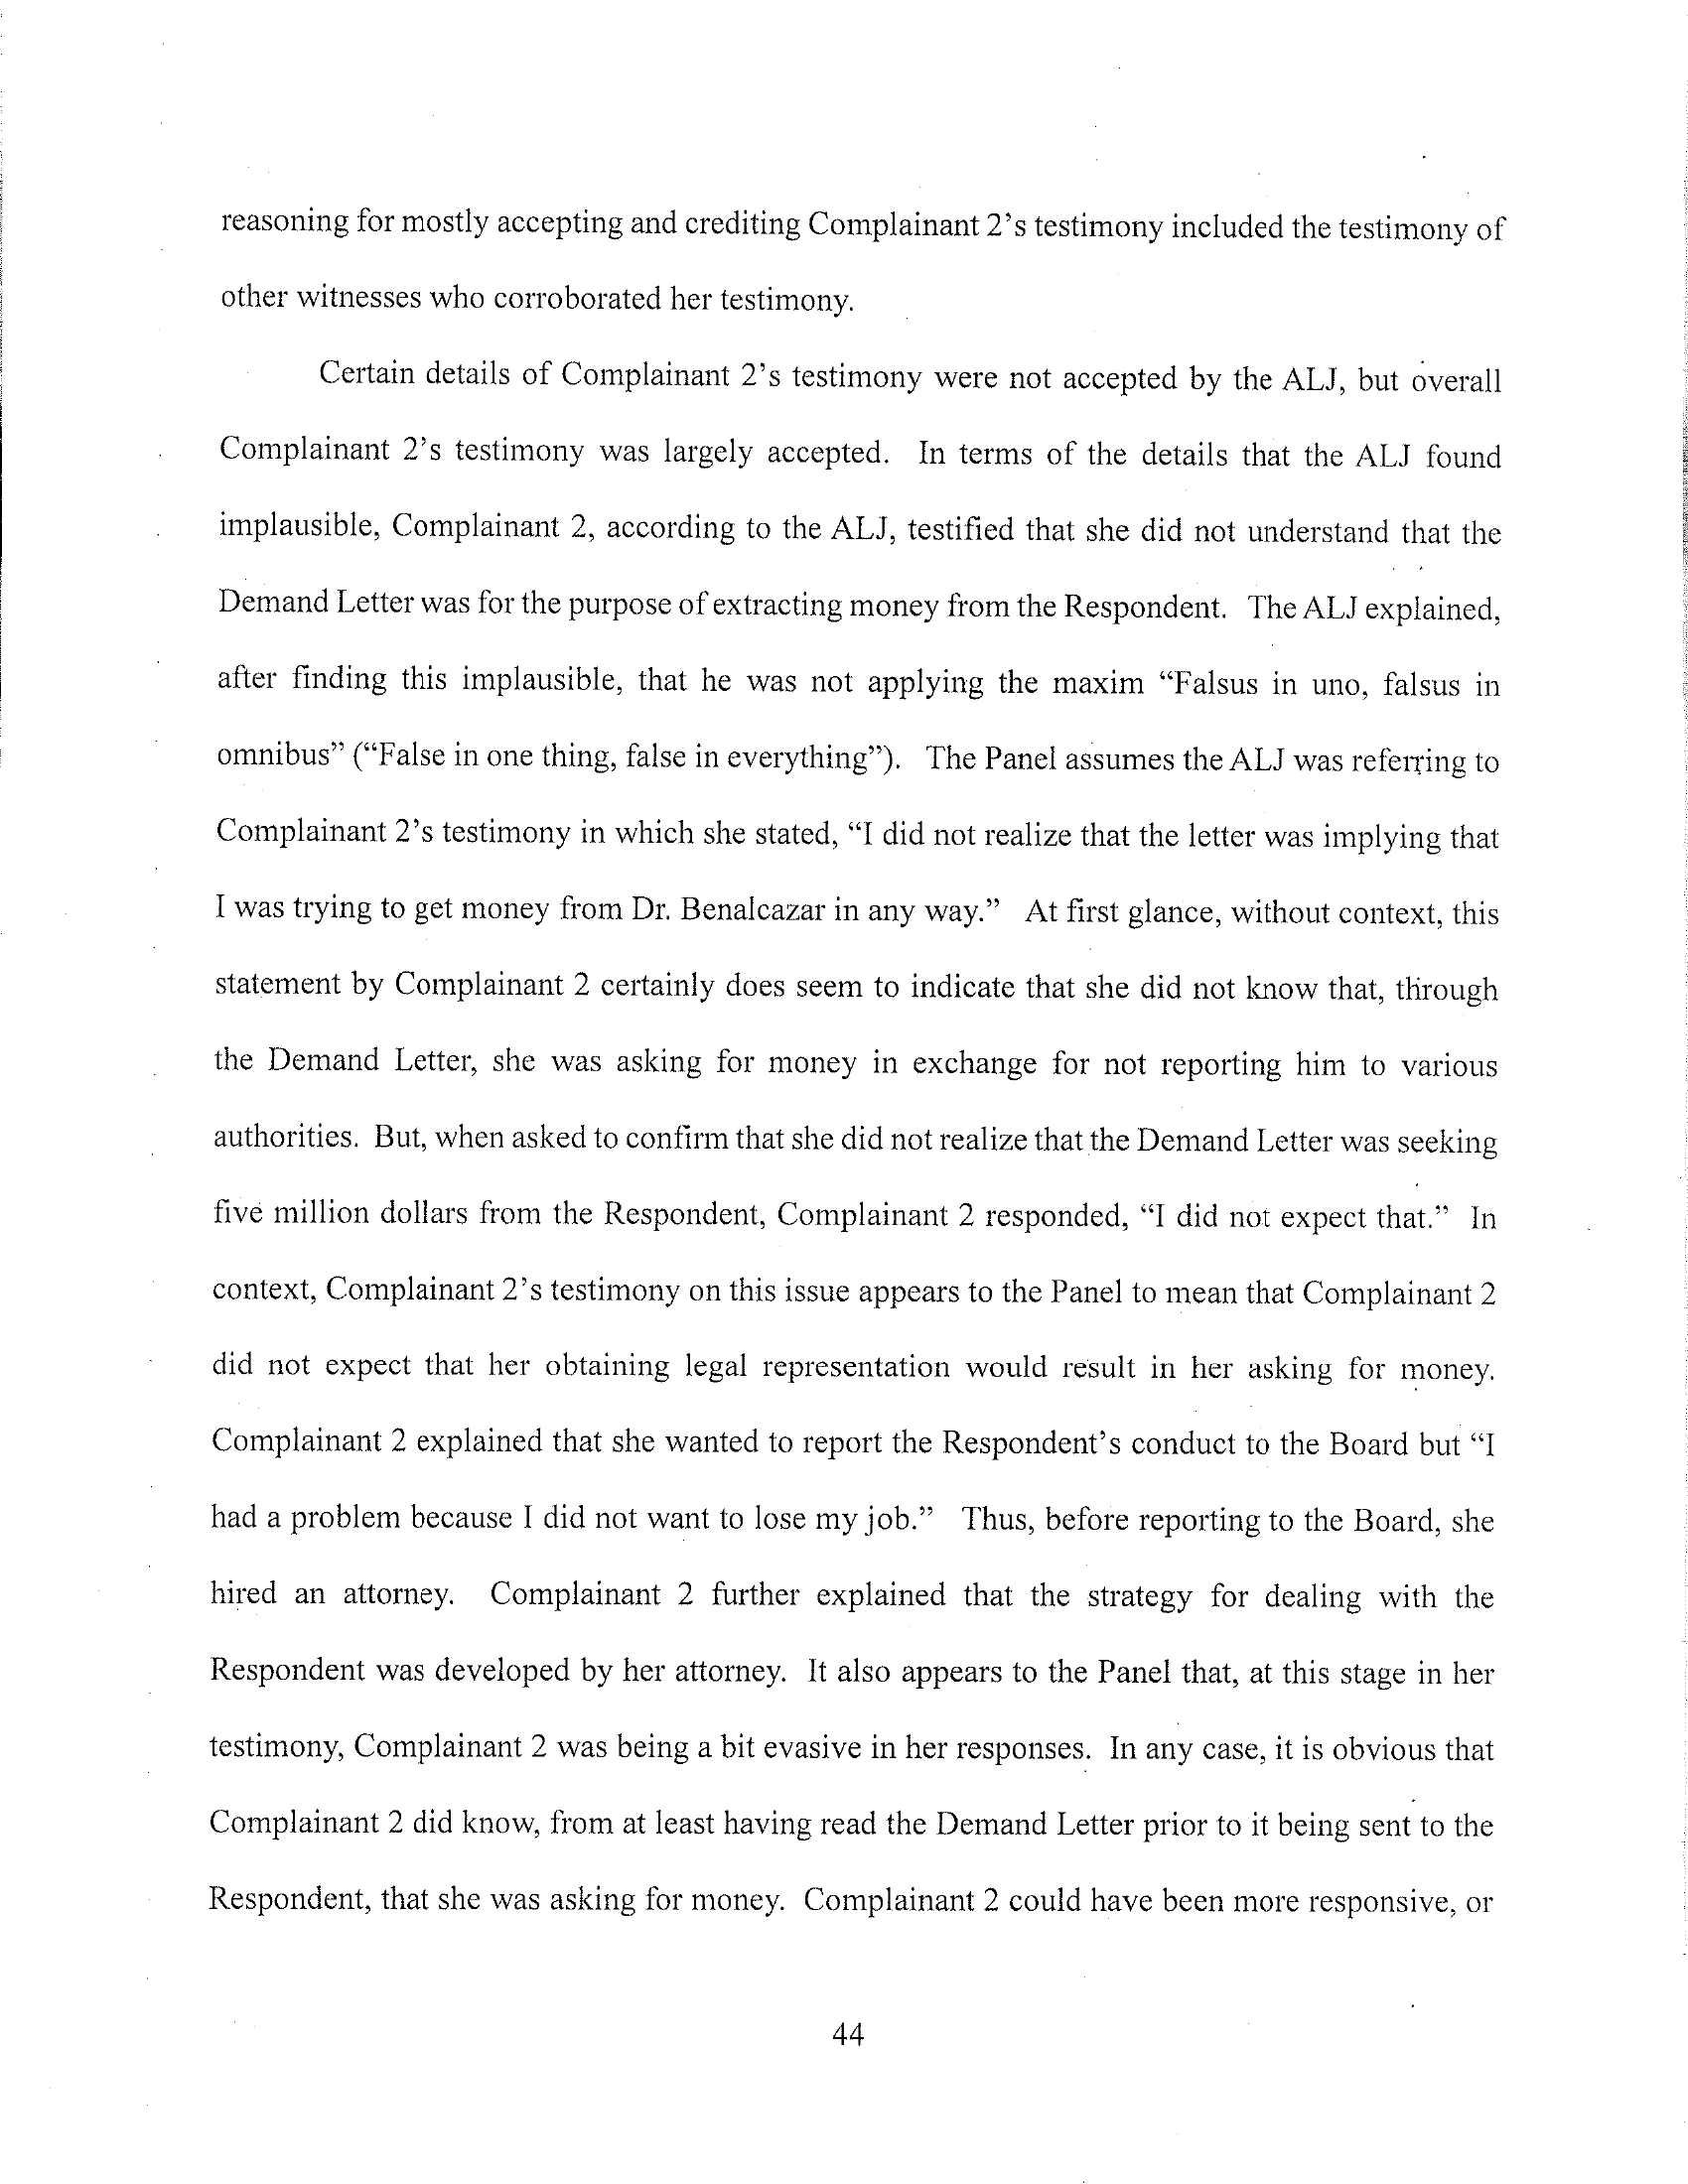 reasoning for mostly accepting and crediting Complainant 2's testimony included the testimony of
other witnesses who corroborated her testimony.
Certain details of Complainant 2's testimony were not accepted by the ALJ, but overall
Complainant 2's testimony was largely accepted. In terms of the details that the ALJ found
implausible, Complainant 2, according to the ALJ, testified that she did not understand that the
Demand Letter was for the purpose of extracting money from the Respondent. The ALJ explained,
after finding this implausible, that he was not applying the maxim “Falsus in uno, falsus in
omnibus” (“False in one thing, false in everything”). The Panel assumes the ALJ was referring to
Complainant 2's testimony in which she stated, “I did not realize that the letter was implying that
I was trying to get money from Dr. Benalcazar in any way.” At first glance, without context, this
statement by Complainant 2 certainly does seem to indicate that she did not know that, through
the Demand Letter, she was asking for money in exchange for not reporting him to various
authorities. But, when asked to confirm that she did not realize that the Demand Letter was seeking
five million dollars from the Respondent, Complainant 2 responded, “I did not expect that.” In
context, Complainant 2's testimony on this issue appears to the Panel to mean that Complainant 2
did not expect that her obtaining legal representation would result in her asking for money.
Complainant 2 explained that she wanted to report the Respondent's conduct to the Board but “I
had a problem because I did not want to lose my job.” Thus, before reporting to the Board, she
hired an attorney. Complainant 2 further explained that the strategy for dealing with the
Respondent was developed by her attorney. It also appears to the Panel that, at this stage in her
testimony, Complainant 2 was being a bit evasive in her responses. In any case, it is obvious that
Complainant 2 did know, from at least having read the Demand Letter prior to it being sent to the
Respondent, that she was asking for money. Complainant 2 could have been more responsive, or
44